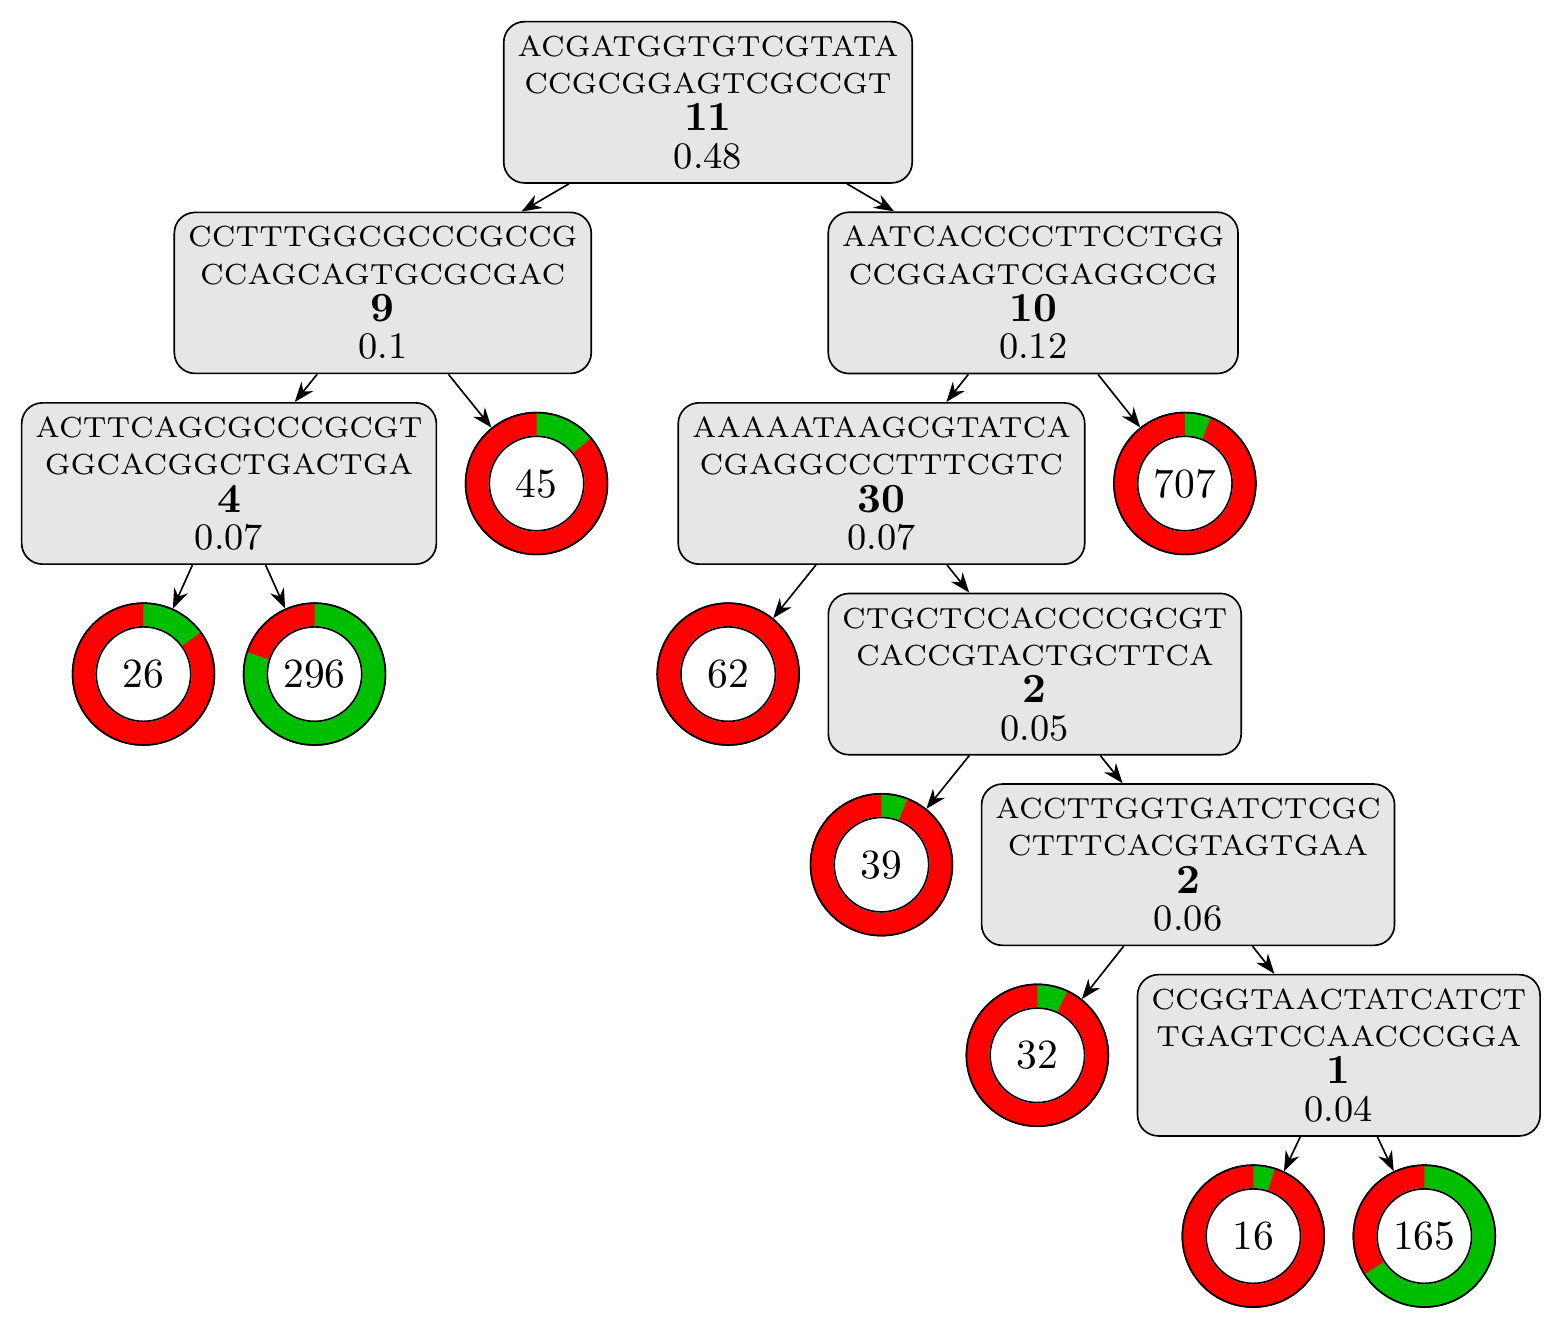 ACGATGGTGTCGTATA
CCGCGGAGTCGCCGT
11
0.48
CCTTTGGCGCCCGCCG
CCAGCAGTGCGCGAC
9
0.1
AATCACCCCTTCCTGG
CCGGAGTCGAGGCCG
10
0.12
ACTTCAGCGCCCGCGT
GGCACGGCTGACTGA
4
0.07
45
AAAAATAAGCGTATCA
CGAGGCCCTTTCGTC
30
0.07
707
26
296
62
CTGCTCCACCCCGCGT
CACCGTACTGCTTCA
2
0.05
39
ACCTTGGTGATCTCGC
CTTTCACGTAGTGAA
2
0.06
32
CCGGTAACTATCATCT
TGAGTCCAACCCGGA
1
0.04
16
165